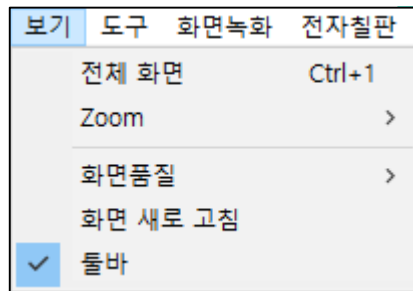 보기 도구 화면녹화 전자칠판
전체 화면 Ctrl+1
Zoom >
화면품질 >
화면 새로 고침
툴바